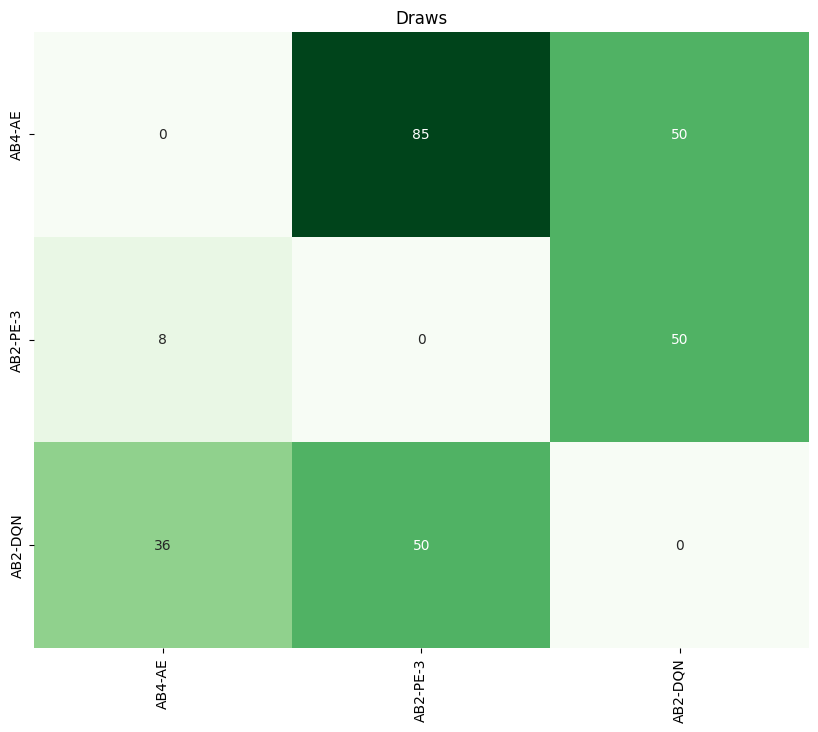 Draws
AB4-AE
0 85 50
AB2-PE-3
8 0 50
AB2-DQN
36 50 0
AB4-AE AB2-PE-3 AB2-DQN